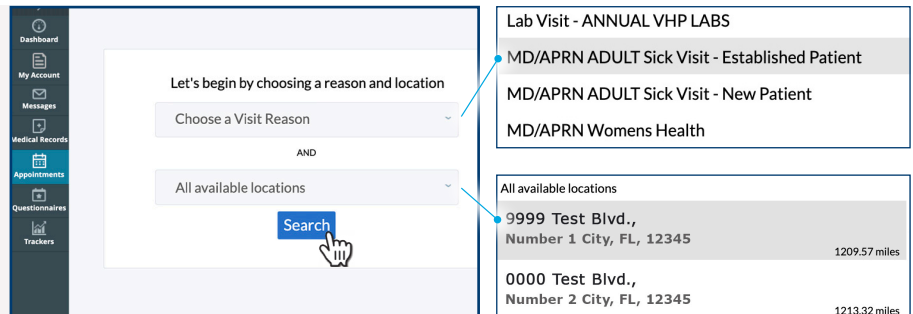 Dashboard
My Account
Messages
Medical Records
Appointments
Questionnaires
Trackers
Let's begin by choosing a reason and location
Choose a Visit Reason
AND
All available locations
Search
Lab Visit - ANNUAL VHP LABS
MD/APRN ADULT Sick Visit - Established Patient
MD/APRN ADULT Sick Visit - New Patient
MD/APRN Womens Health
All available locations
9999 Test Blvd.,
Number 1 City, FL, 12345
1209.57 miles
0000 Test Blvd.,
Number 2 City, FL, 12345
1213.32 miles